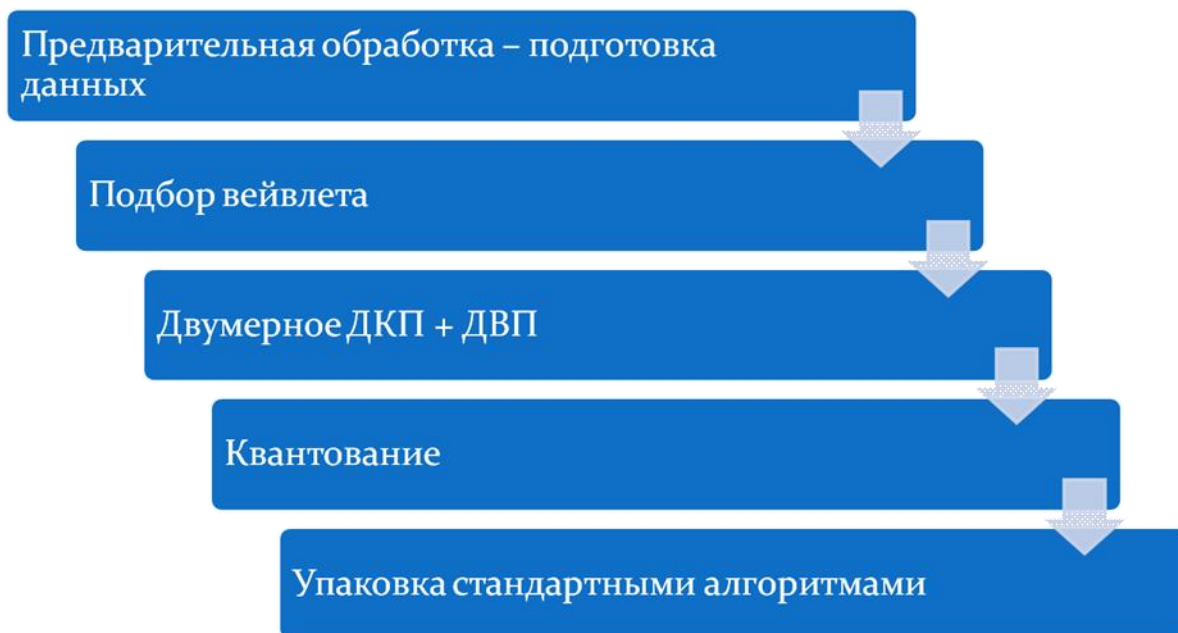 Предварительная обработка – подготовка
данных
Подбор вейвлета
Двумерное ДКП + ДВП
Квантование
Упаковка стандартными алгоритмами